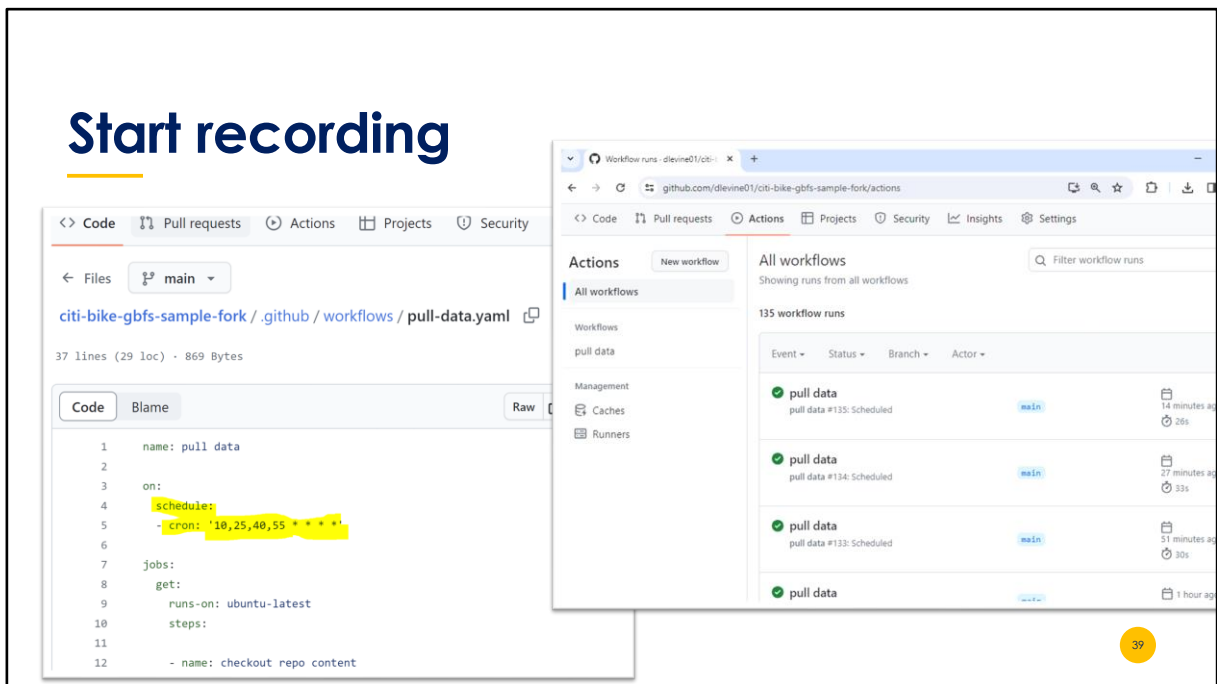 Start recording
Code Pull requests Actions Projects Security
Files main
citi-bike-gbfs-sample-fork / .github / workflows / pull-data.yaml
37 lines (29 loc) · 869 Bytes
Code Blame Raw
1 name: pull data
2
3 on:
4 schedule:
5 - cron: '10,25,40,55 * * * *'
6
7 jobs:
8 get:
9 runs-on: ubuntu-latest
10 steps:
11
12 - name: checkout repo content
Workflow runs · dlevine01/citi-
github.com/dlevine01/citi-bike-gbfs-sample-fork/actions
Code Pull requests Actions Projects Security Insights Settings
Actions New workflow
All workflows
Workflows
pull data
Management
Caches
Runners
All workflows
Filter workflow runs
Showing runs from all workflows
135 workflow runs
Event Status Branch Actor
pull data
pull data #135: Scheduled
main
14 minutes ag
26s
pull data
pull data #134: Scheduled
main
27 minutes ag
33s
pull data
pull data #133: Scheduled
main
51 minutes ag
30s
pull data
main
1 hour ago
39